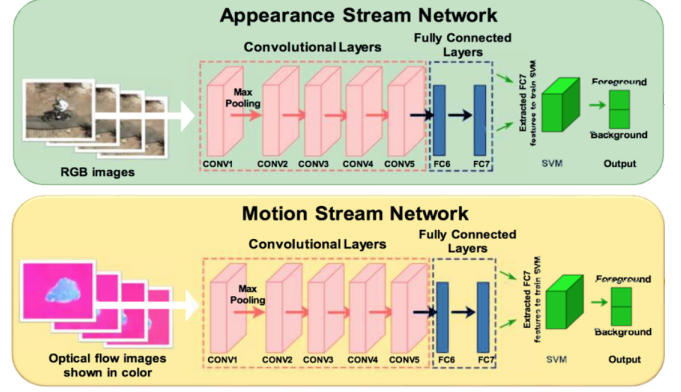 Appearance Stream Network
Convolutional Layers
Fully Connected
Layers
Max
Pooling
CONV1
CONV2
CONV3
CONV4
CONV5
FC6
FC7
Extracted FC7
features to train SVM
SVM
Foreground
Background
Output
RGB images
Motion Stream Network
Convolutional Layers
Fully Connected
Layers
Max
Pooling
CONV1
CONV2
CONV3
CONV4
CONV5
FC6
FC7
Extracted FC7
features to train SVM
SVM
Foreground
Background
Output
Optical flow images
shown in color